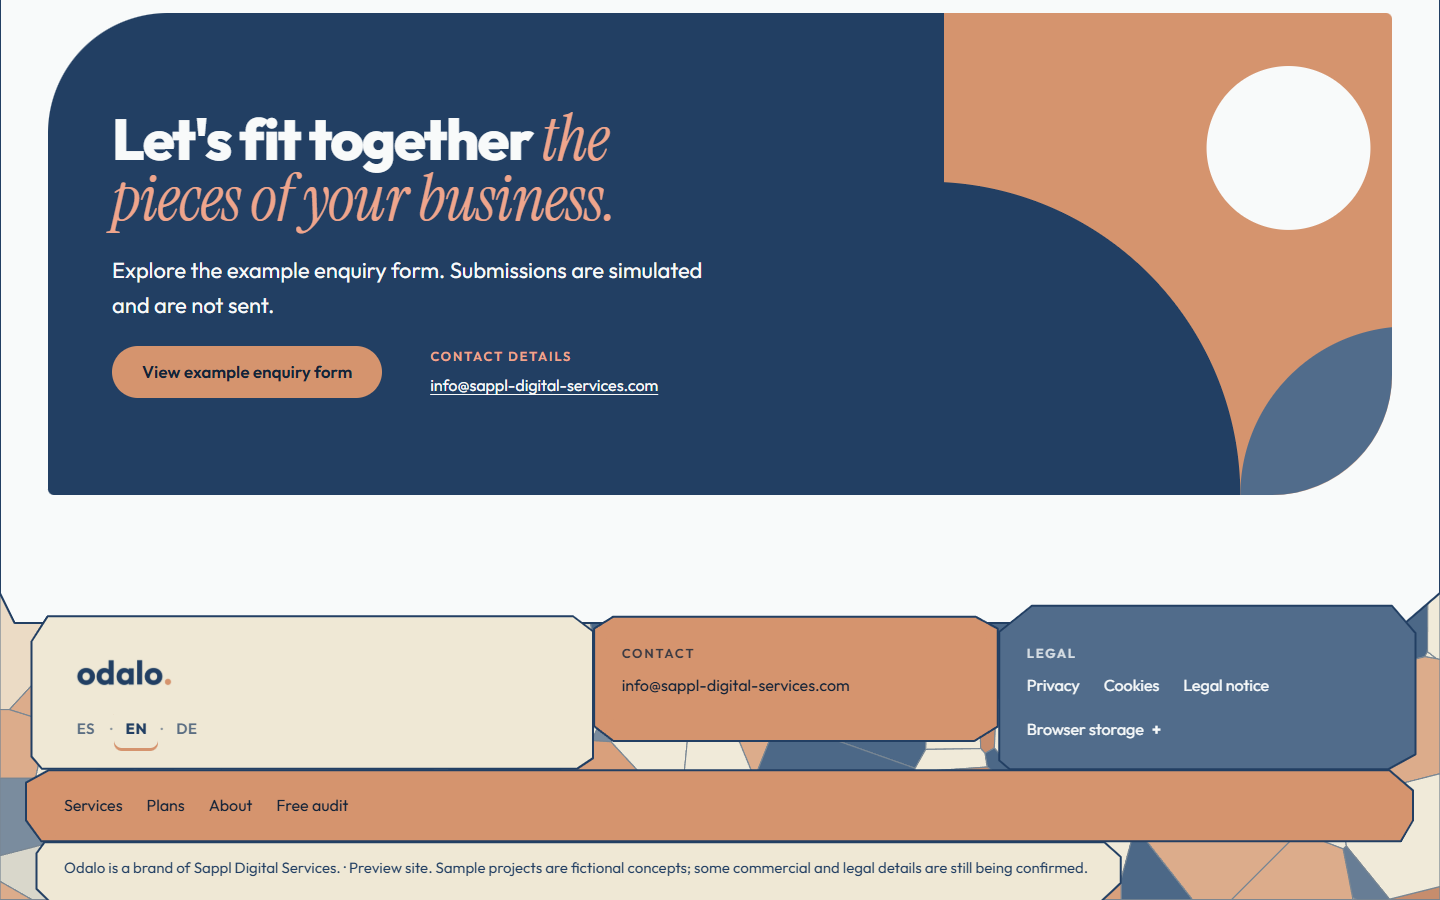 Let's fit together the
pieces of your business.
Explore the example enquiry form. Submissions are simulated
and are not sent.
View example enquiry form
CONTACT DETAILS
info@sappl-digital-services.com
odalo.
ES · EN · DE
CONTACT
info@sappl-digital-services.com
LEGAL
Privacy Cookies Legal notice
Browser storage +
Services Plans About Free audit
Odalo is a brand of Sappl Digital Services. · Preview site. Sample projects are fictional concepts; some commercial and legal details are still being confirmed.